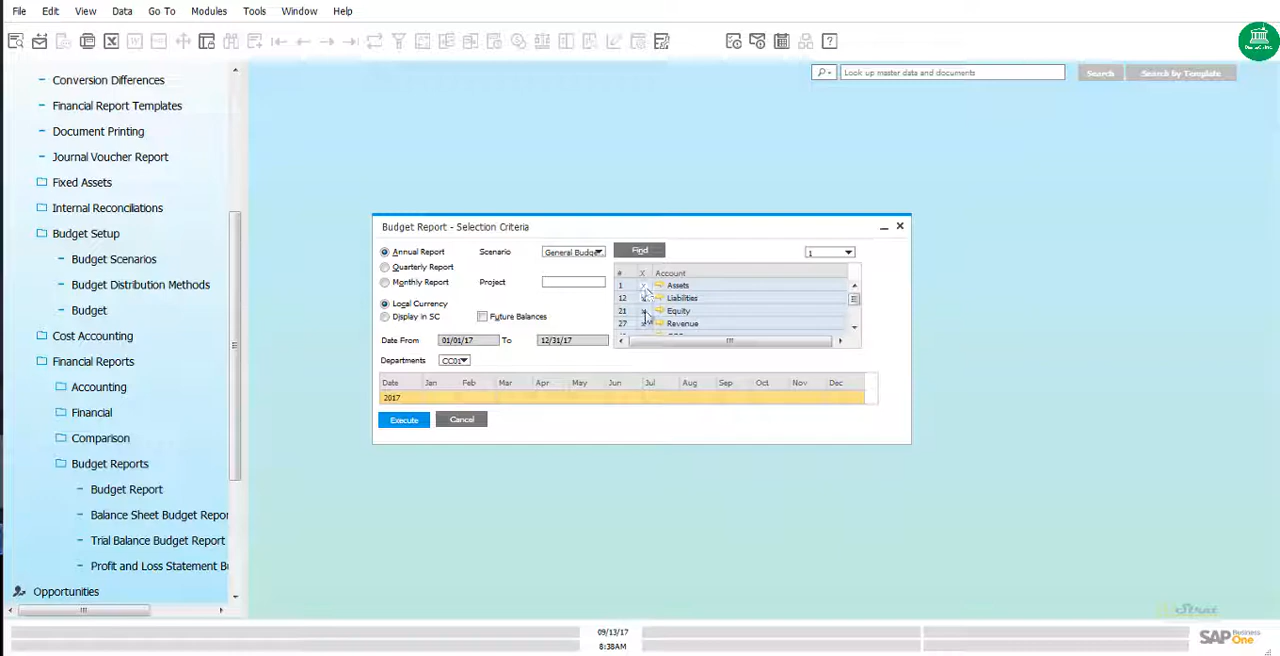 File Edit View Data Go To Modules Tools Window Help
Look up master data and documents Search Search by Template
Conversion Differences
Financial Report Templates
Document Printing
Journal Voucher Report
Fixed Assets
Internal Reconciliations
Budget Setup
Budget Scenarios
Budget Distribution Methods
Budget
Cost Accounting
Financial Reports
Accounting
Financial
Comparison
Budget Reports
Budget Report
Balance Sheet Budget Repor
Trial Balance Budget Report
Profit and Loss Statement B
Opportunities
Budget Report - Selection Criteria
Annual Report Scenario General Budge Find 1
Quarterly Report
Monthly Report Project
Local Currency
Display in SC Future Balances
Date From 01/01/17 To 12/31/17
Departments CC01
# X Account
1 Assets
12 Liabilities
21 Equity
27 Revenue
Date Jan Feb Mar Apr May Jun Jul Aug Sep Oct Nov Dec
2017
Execute Cancel
09/13/17
8:38AM
SAP Business One